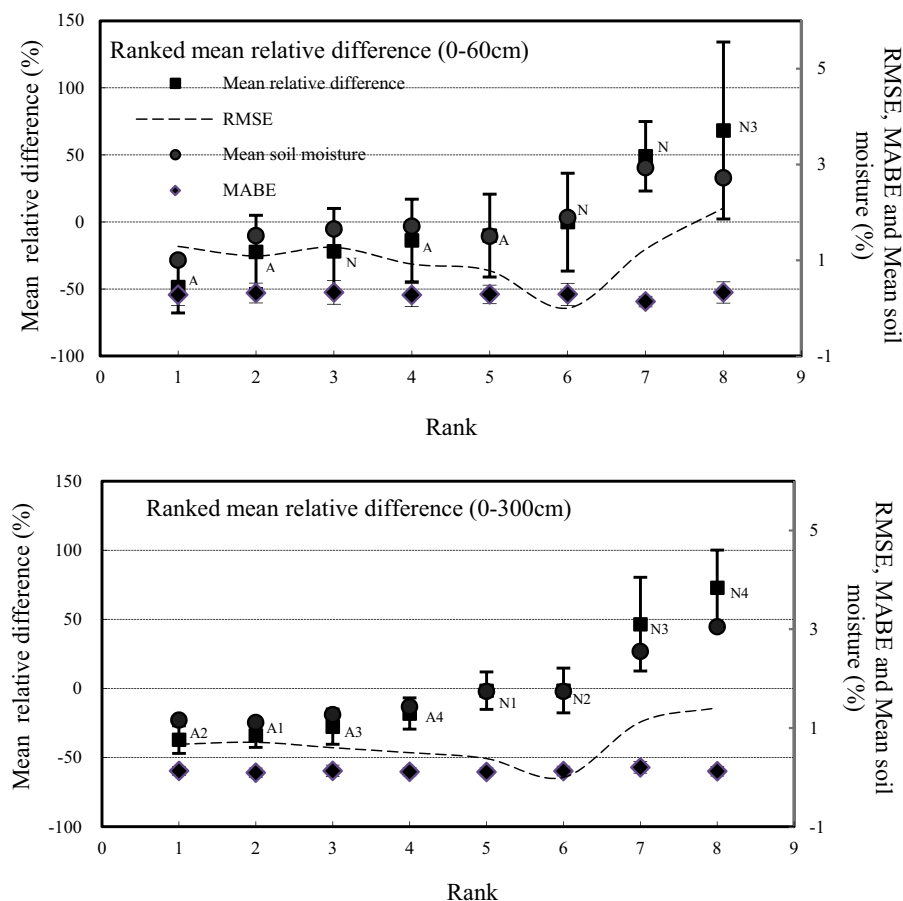 Ranked mean relative difference (0-60cm)
Mean relative difference
RMSE
Mean soil moisture
MABE
Mean relative difference (%)
150
100
50
0
-50
-100
A
A
N
A
A
N
N
N3
5
3
1
-1
RMSE, MABE and Mean soil
moisture (%)
0 1 2 3 4 5 6 7 8 9
Rank
Ranked mean relative difference (0-300cm)
Mean relative difference (%)
150
100
50
0
-50
-100
A2
A1
A3
A4
N1
N2
N3
N4
5
3
1
-1
RMSE, MABE and Mean soil
moisture (%)
0 1 2 3 4 5 6 7 8 9
Rank